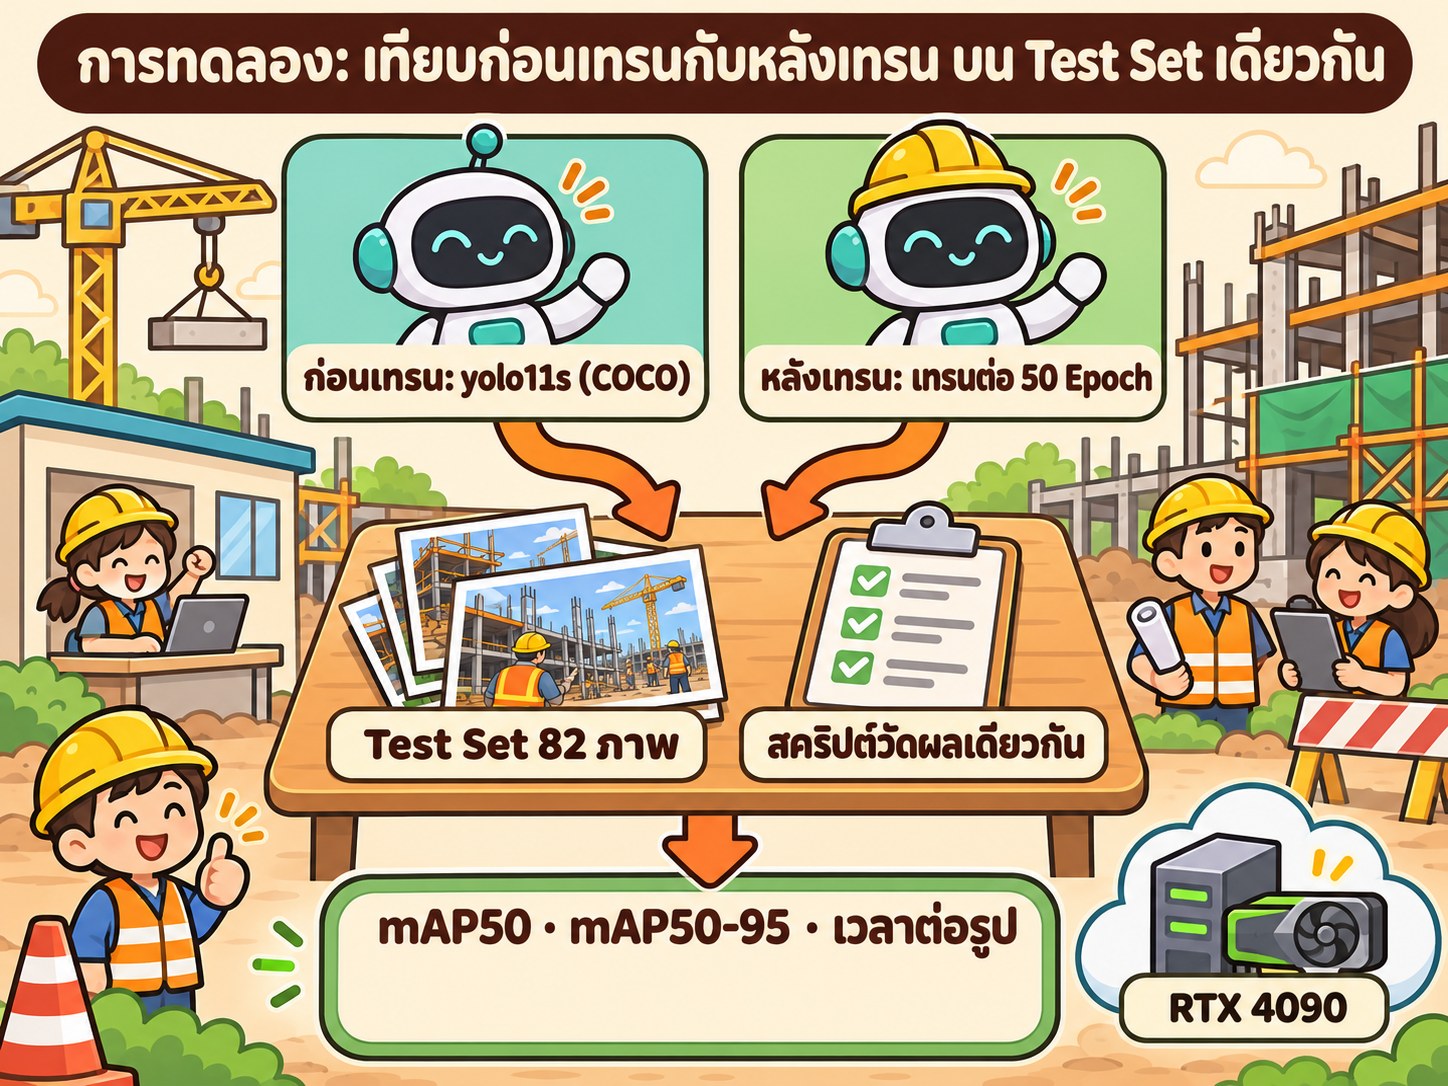 การทดลอง: เทียบก่อนเทรนกับหลังเทรน บน Test Set เดียวกัน
ก่อนเทรน: yolo11s (COCO)
หลังเทรน: เทรนต่อ 50 Epoch
Test Set 82 ภาพ
สคริปต์วัดผลเดียวกัน
mAP50 · mAP50-95 · เวลาต่อรูป
RTX 4090